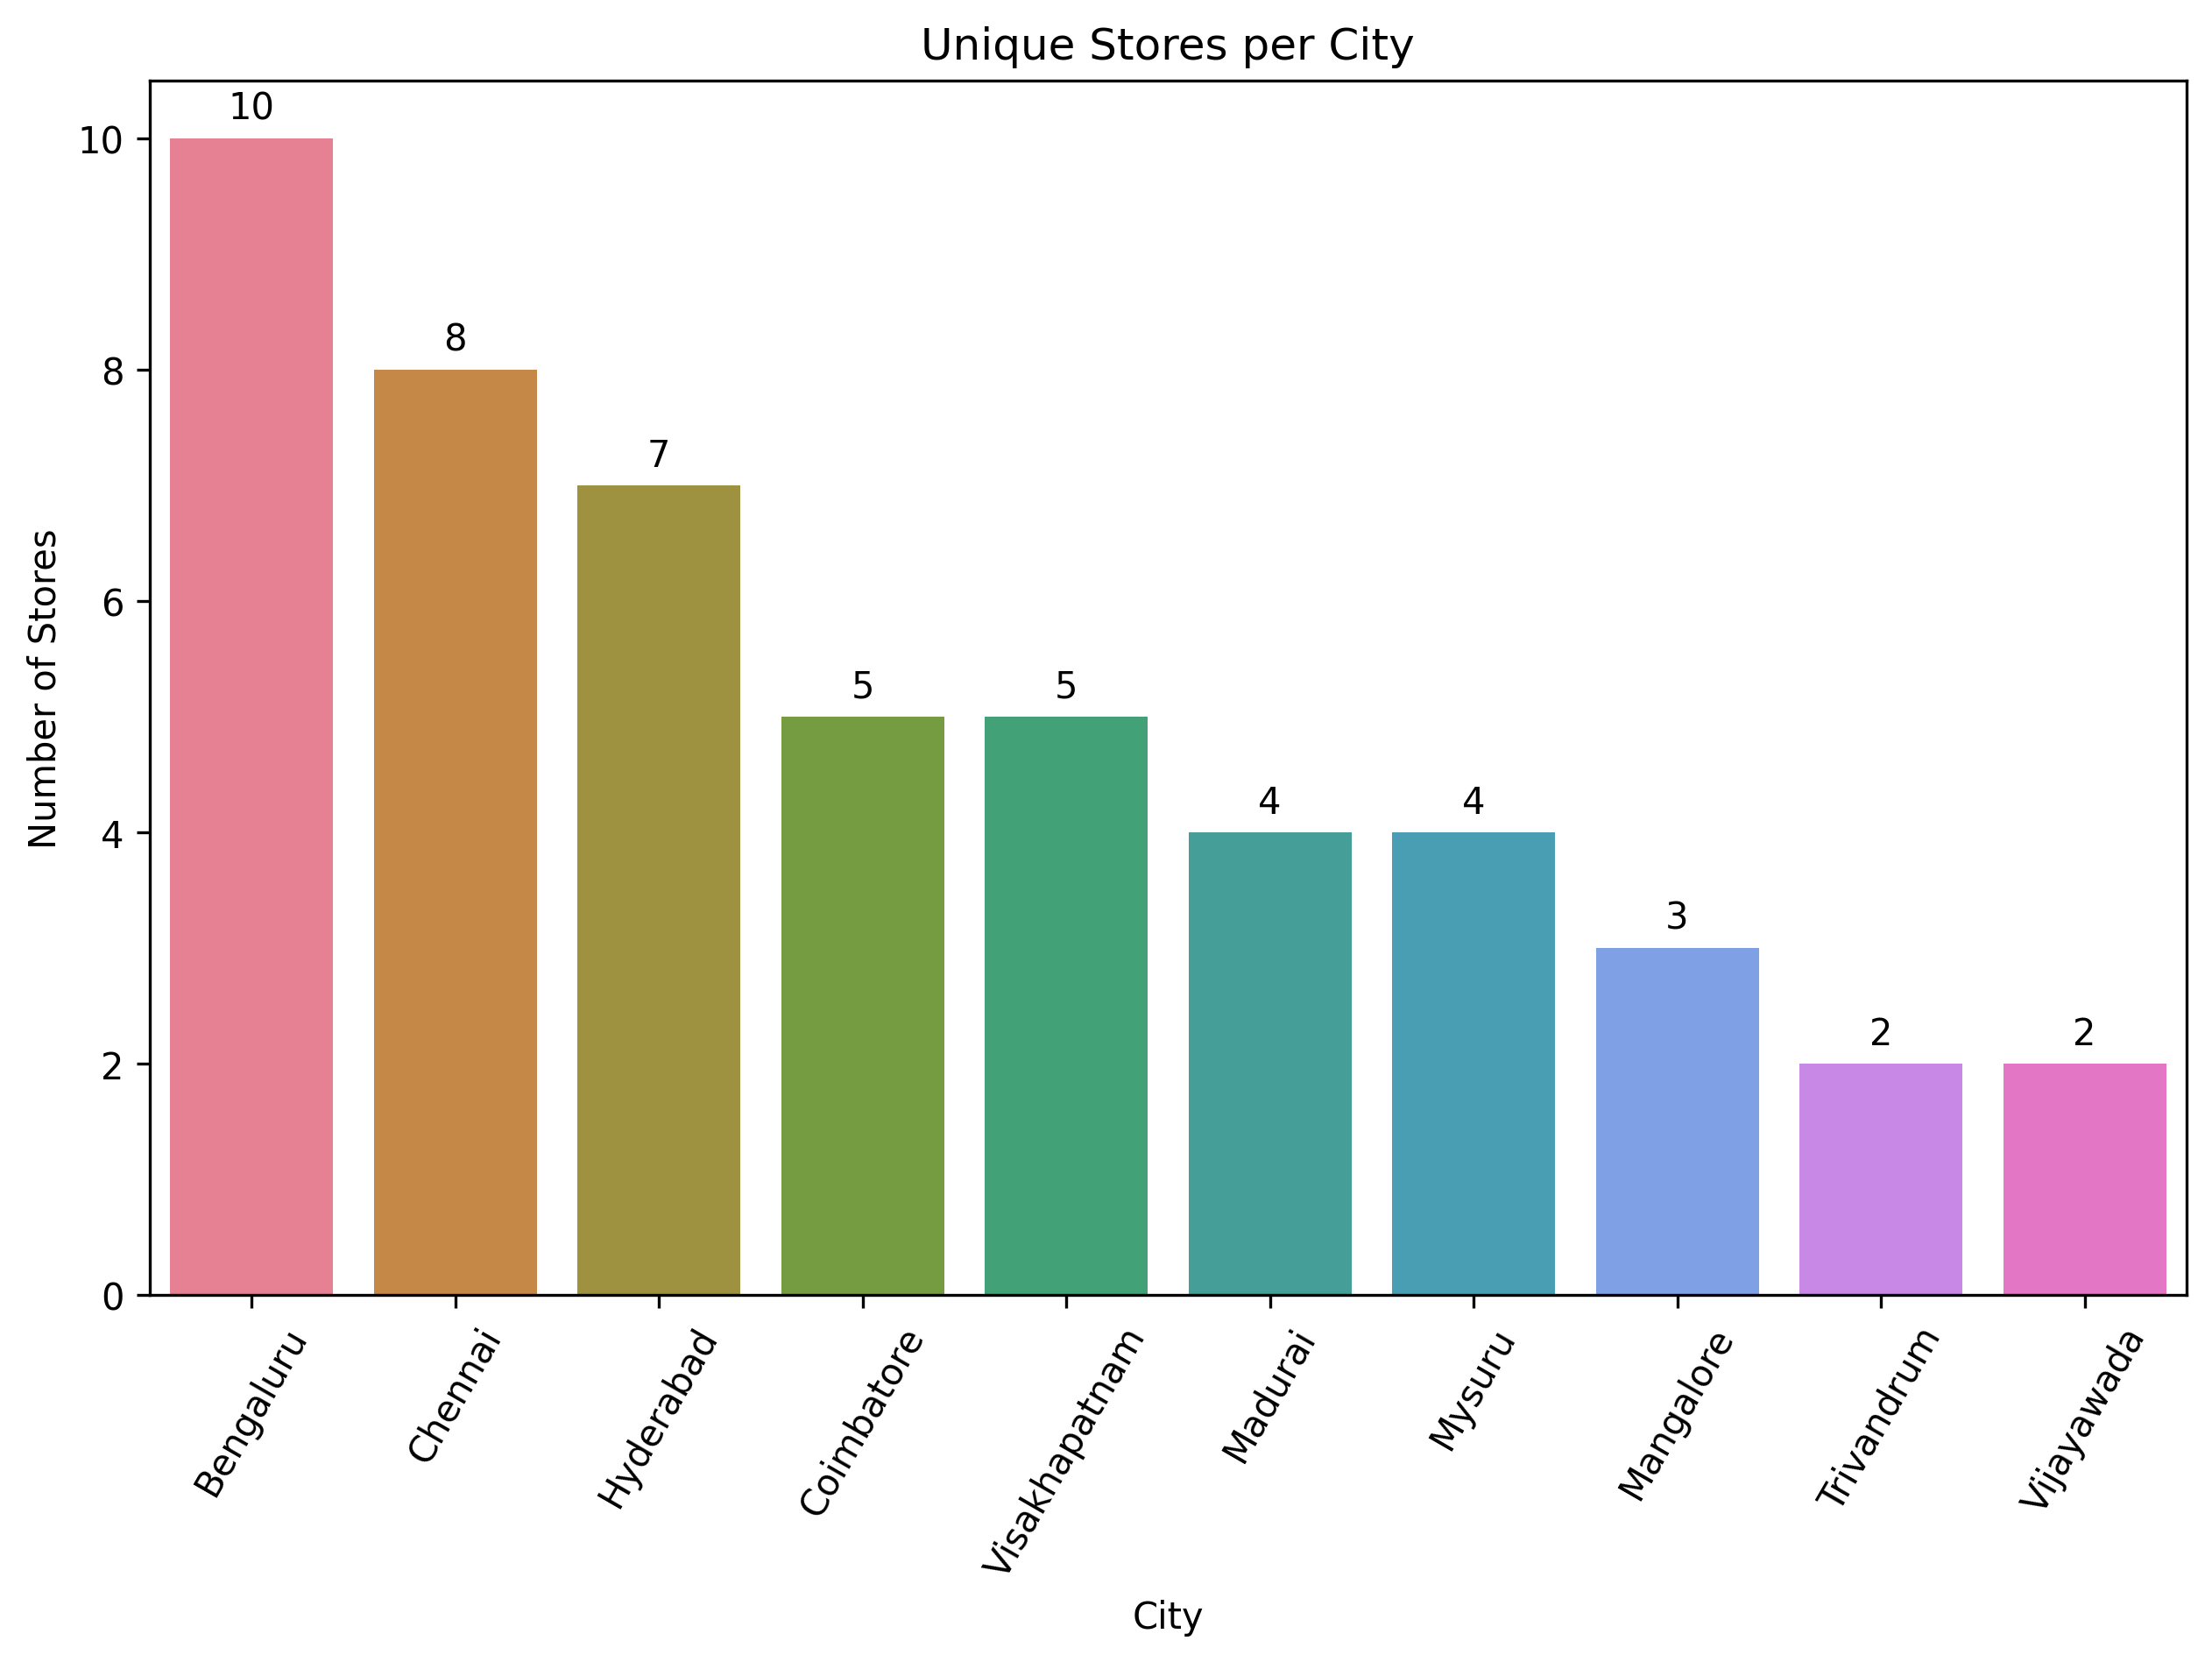 Unique Stores per City
Number of Stores
10
8
6
4
2
0
10
8
7
5
5
4
4
3
2
2
Bengaluru
Chennai
Hyderabad
Coimbatore
Visakhapatnam
Madurai
Mysuru
Mangalore
Trivandrum
Vijayawada
City